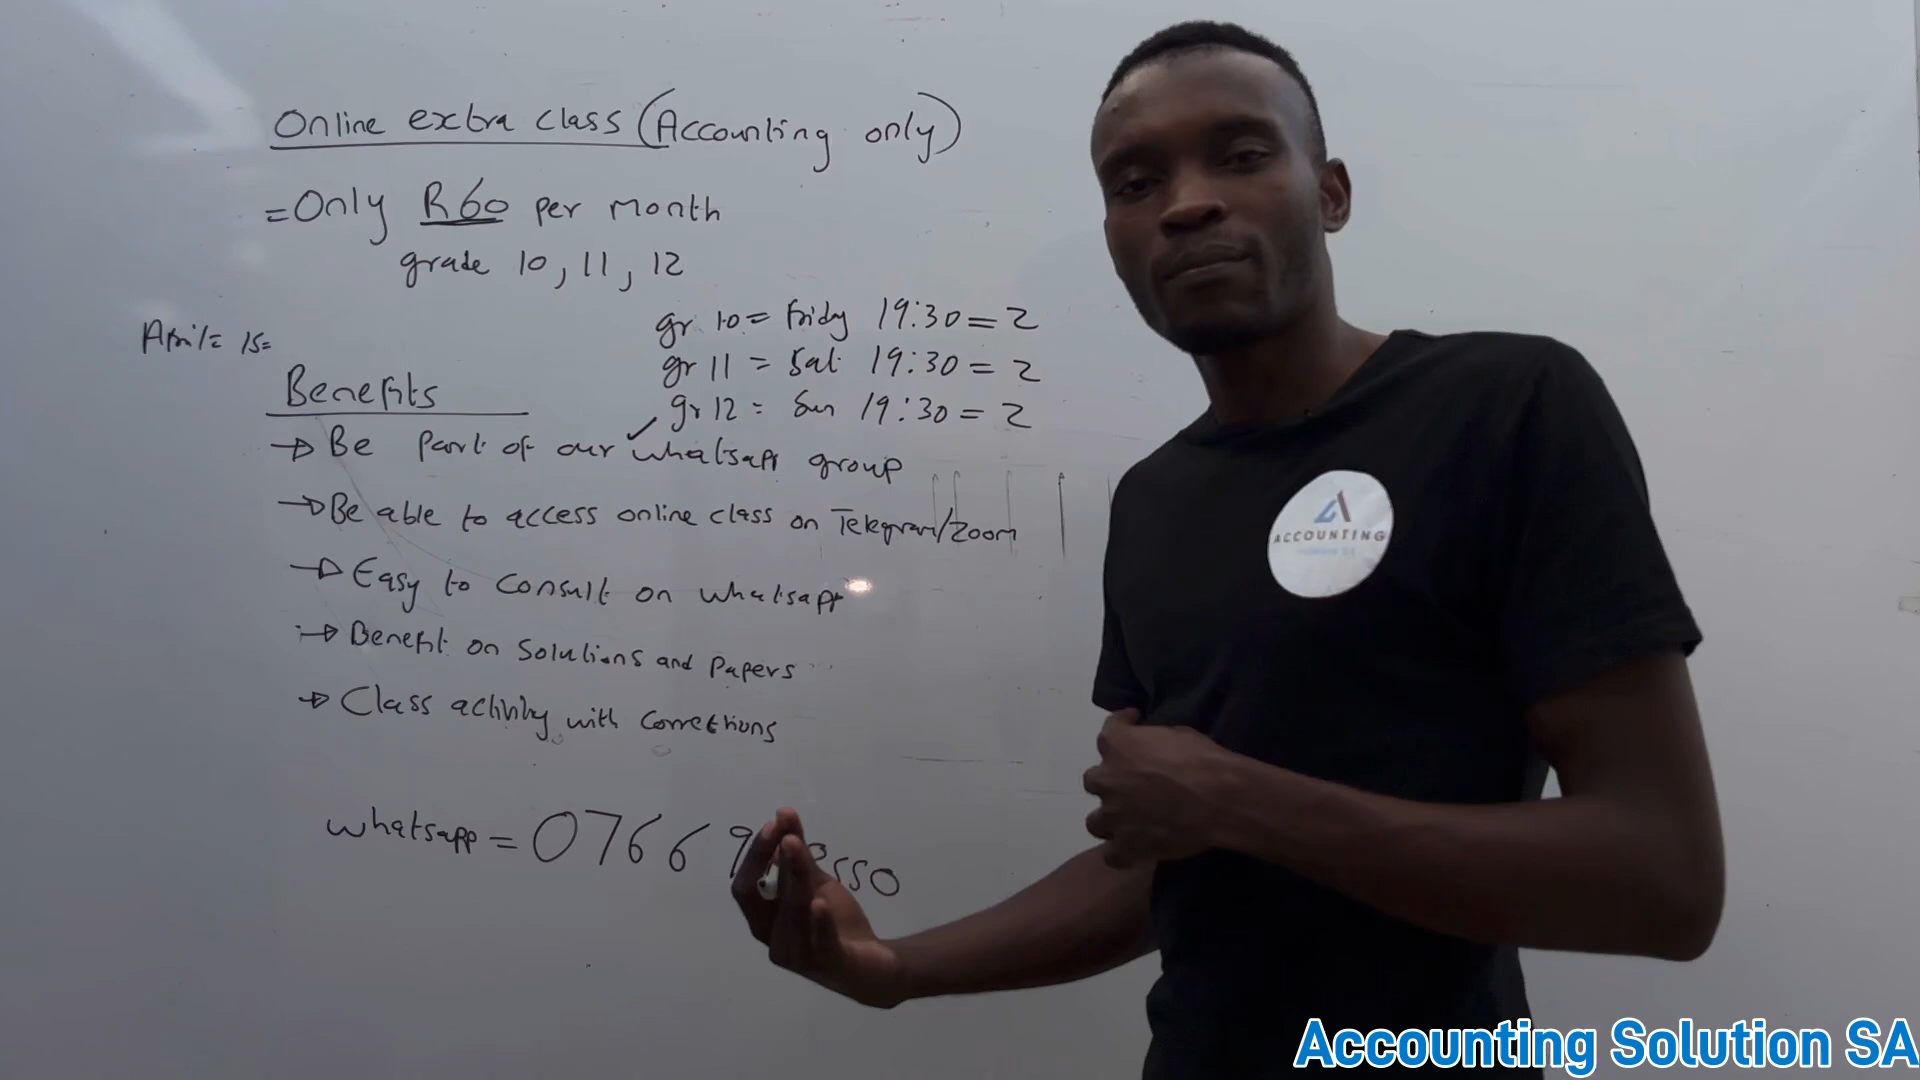 Online extra class (Accounting only)
= Only R60 per month
grade 10, 11, 12
gr 10 = Friday 19:30 = 2
gr 11 = Sat 19:30 = 2
gr 12 = Sun 19:30 = 2
April = 15 =
Benefits
→ Be part of our whatsapp group
→ Be able to access online class on Telegram/Zoom
→ Easy to consult on whatsapp
→ Benefit on solutions and papers
→ Class activity with corrections
whatsapp = 0766 9 550
ACCOUNTING
Accounting Solution SA